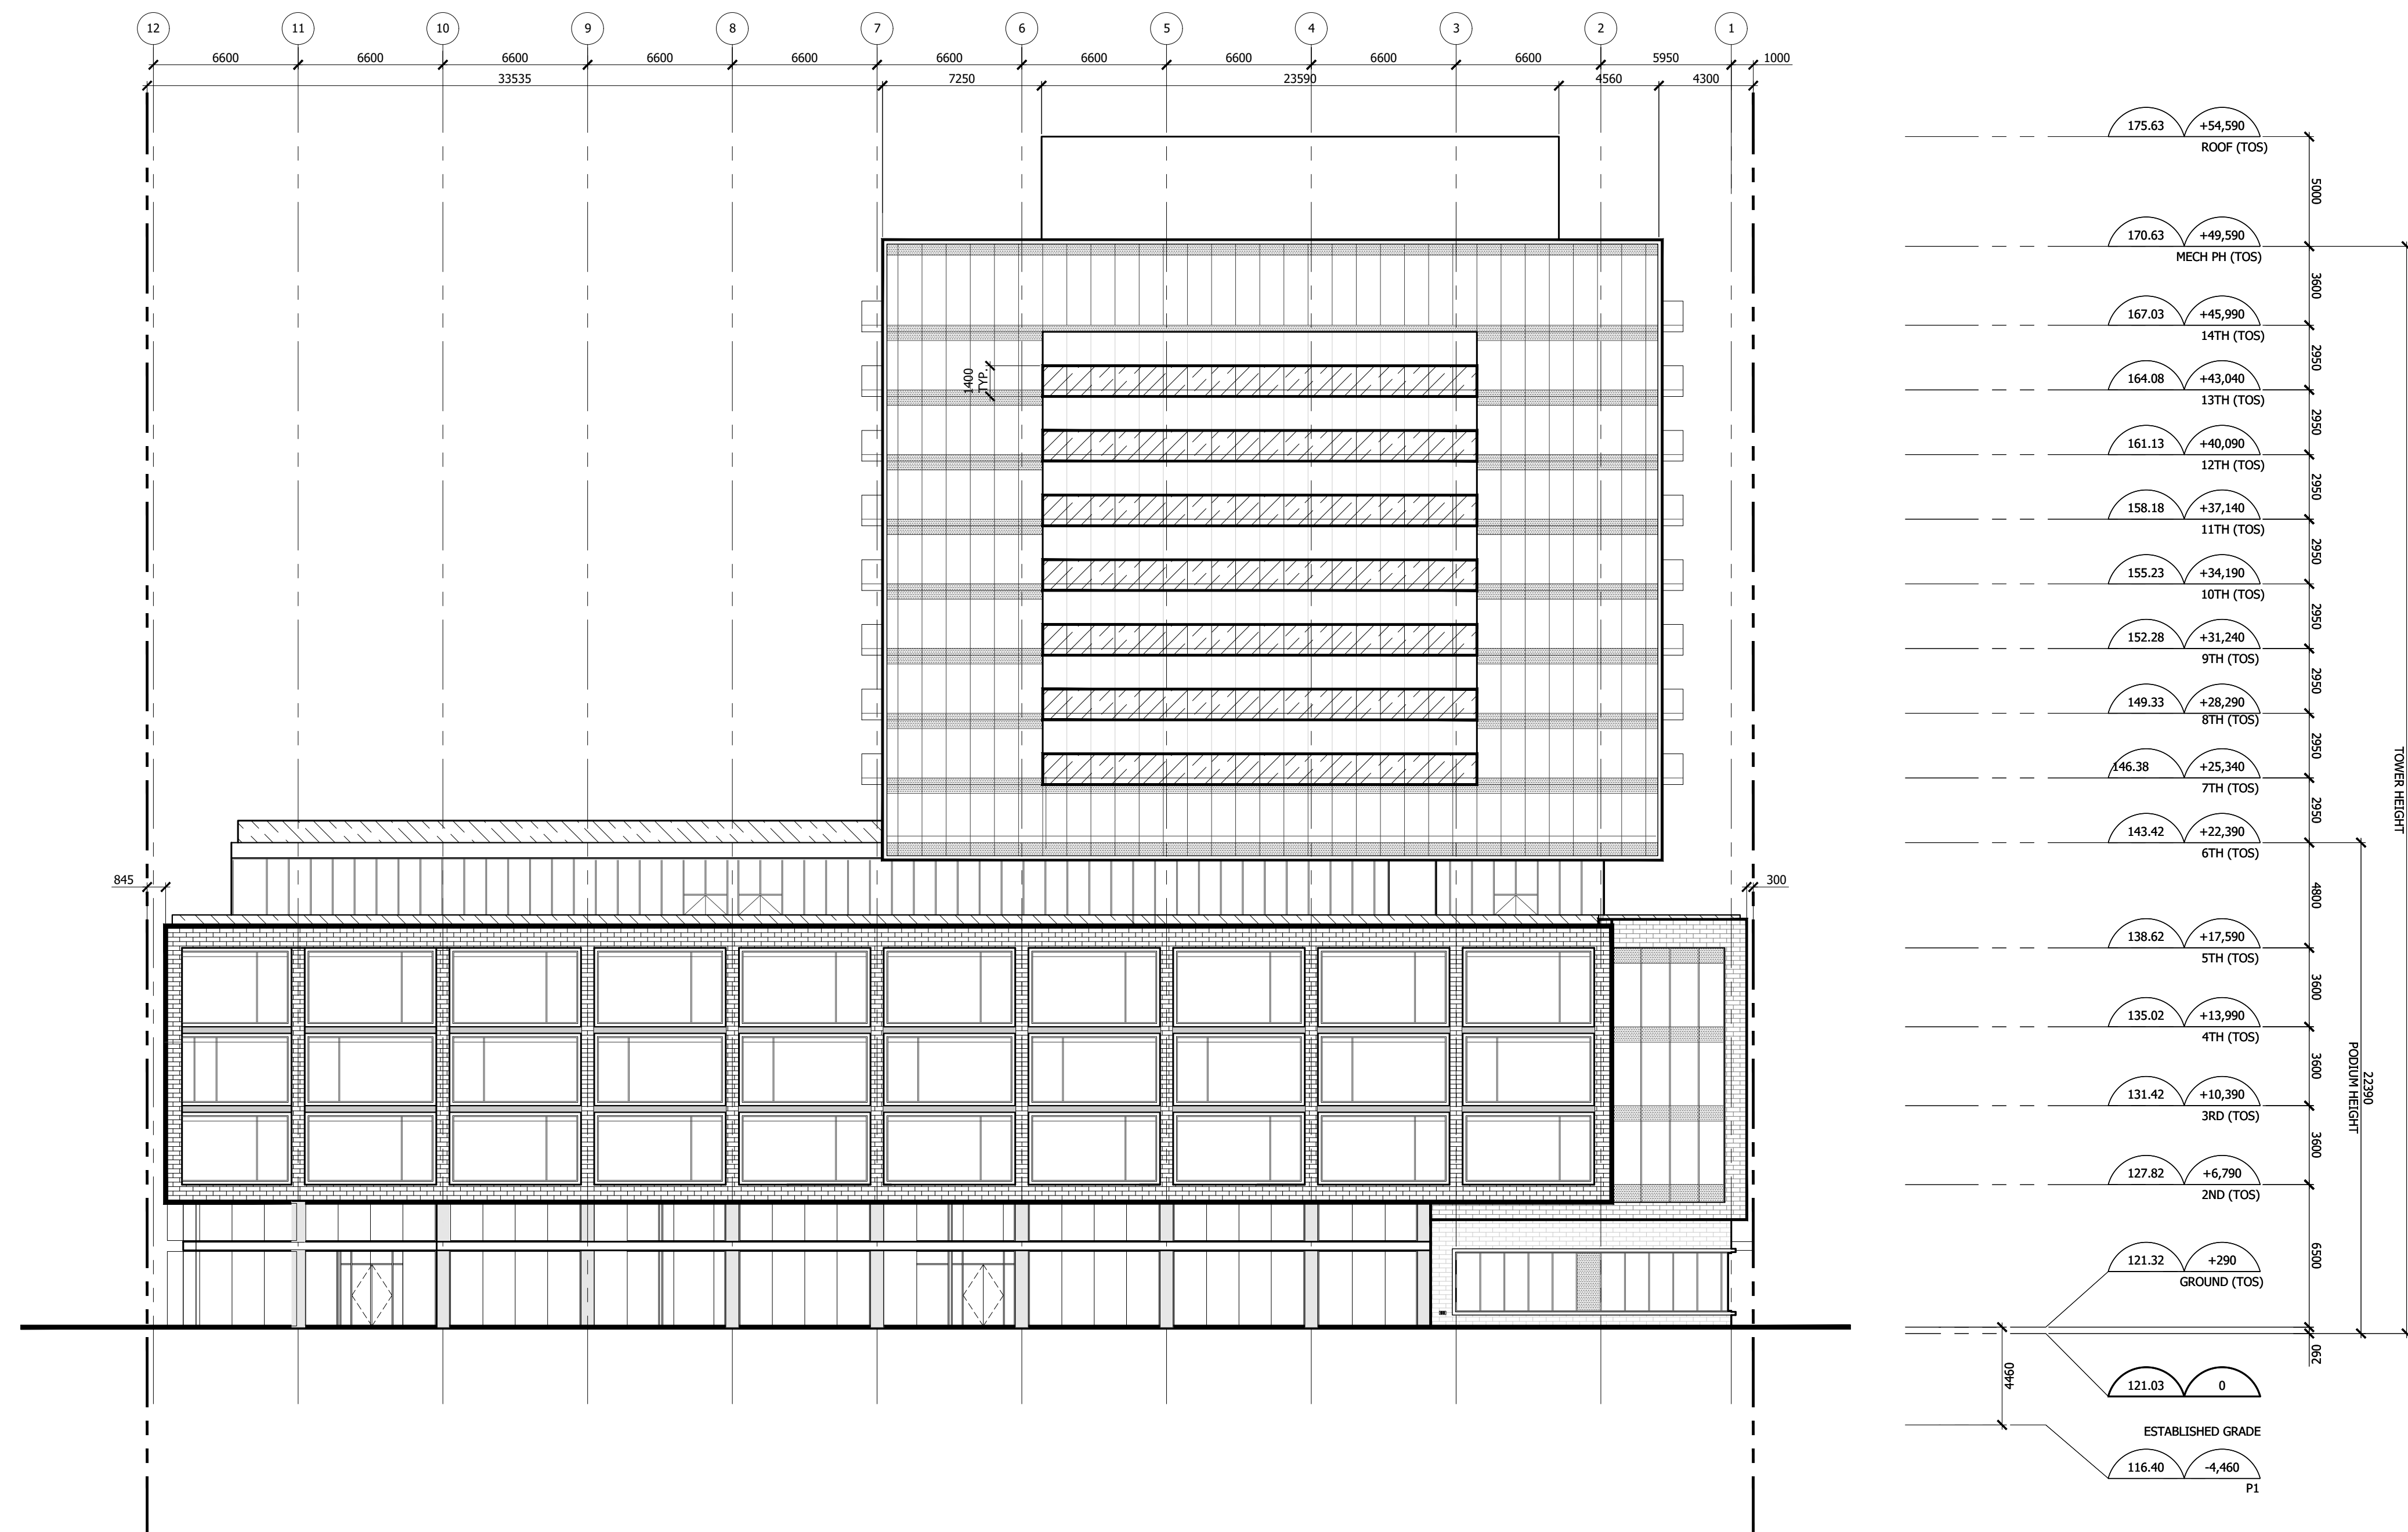 12 11 10 9 8 7 6 5 4 3 2 1
6600 6600 6600 6600 6600 6600 6600 6600 6600 6600 5950 1000
33535 7250 23590 4560 4300
175.63 +54,590
ROOF (TOS)
5000
170.63 +49,590
MECH PH (TOS)
3600
167.03 +45,990
14TH (TOS)
2950
1400
TYP.
164.08 +43,040
13TH (TOS)
2950
161.13 +40,090
12TH (TOS)
2950
158.18 +37,140
11TH (TOS)
2950
155.23 +34,190
10TH (TOS)
2950
152.28 +31,240
9TH (TOS)
2950
149.33 +28,290
8TH (TOS)
2950
146.38 +25,340
7TH (TOS)
2950
TOWER HEIGHT
143.42 +22,390
6TH (TOS)
845
300
4800
138.62 +17,590
5TH (TOS)
3600
135.02 +13,990
4TH (TOS)
3600
22390
PODIUM HEIGHT
131.42 +10,390
3RD (TOS)
3600
127.82 +6,790
2ND (TOS)
6500
121.32 +290
GROUND (TOS)
290
4460
121.03 0
ESTABLISHED GRADE
116.40 -4,460
P1